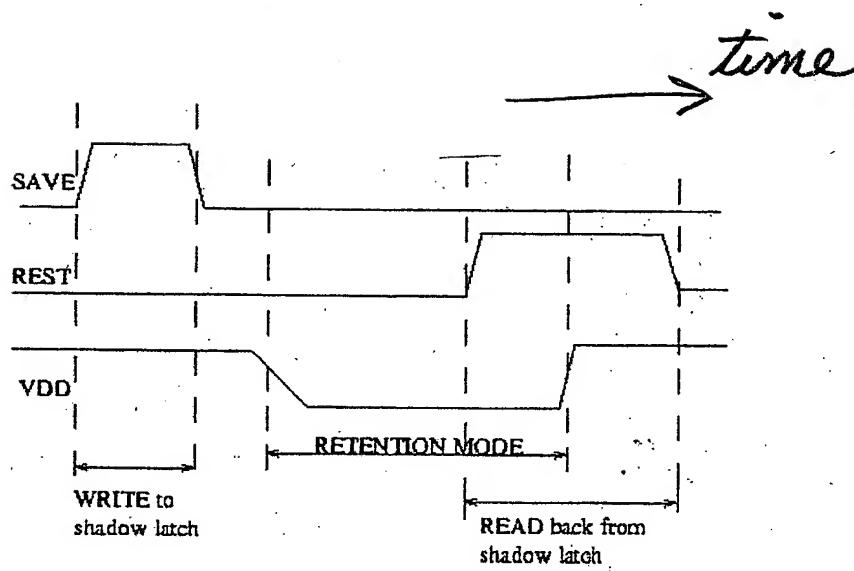 time
SAVE
REST
VDD
RETENTION MODE
WRITE to
shadow latch
READ back from
shadow latch